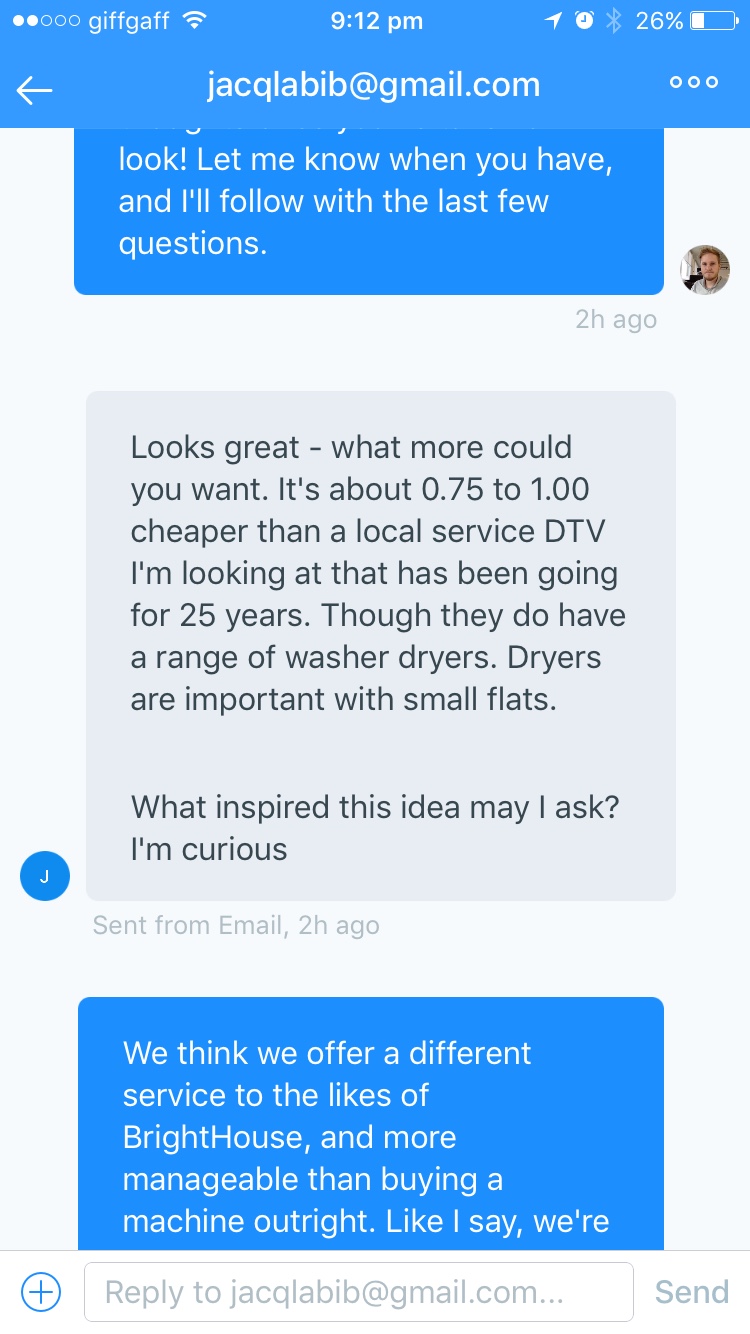 giffgaff 9:12 pm 26%
jacqlabib@gmail.com
look! Let me know when you have,
and I'll follow with the last few
questions.
2h ago
Looks great - what more could
you want. It's about 0.75 to 1.00
cheaper than a local service DTV
I'm looking at that has been going
for 25 years. Though they do have
a range of washer dryers. Dryers
are important with small flats.
What inspired this idea may I ask?
I'm curious
J
Sent from Email, 2h ago
We think we offer a different
service to the likes of
BrightHouse, and more
manageable than buying a
machine outright. Like I say, we're
Reply to jacqlabib@gmail.com... Send